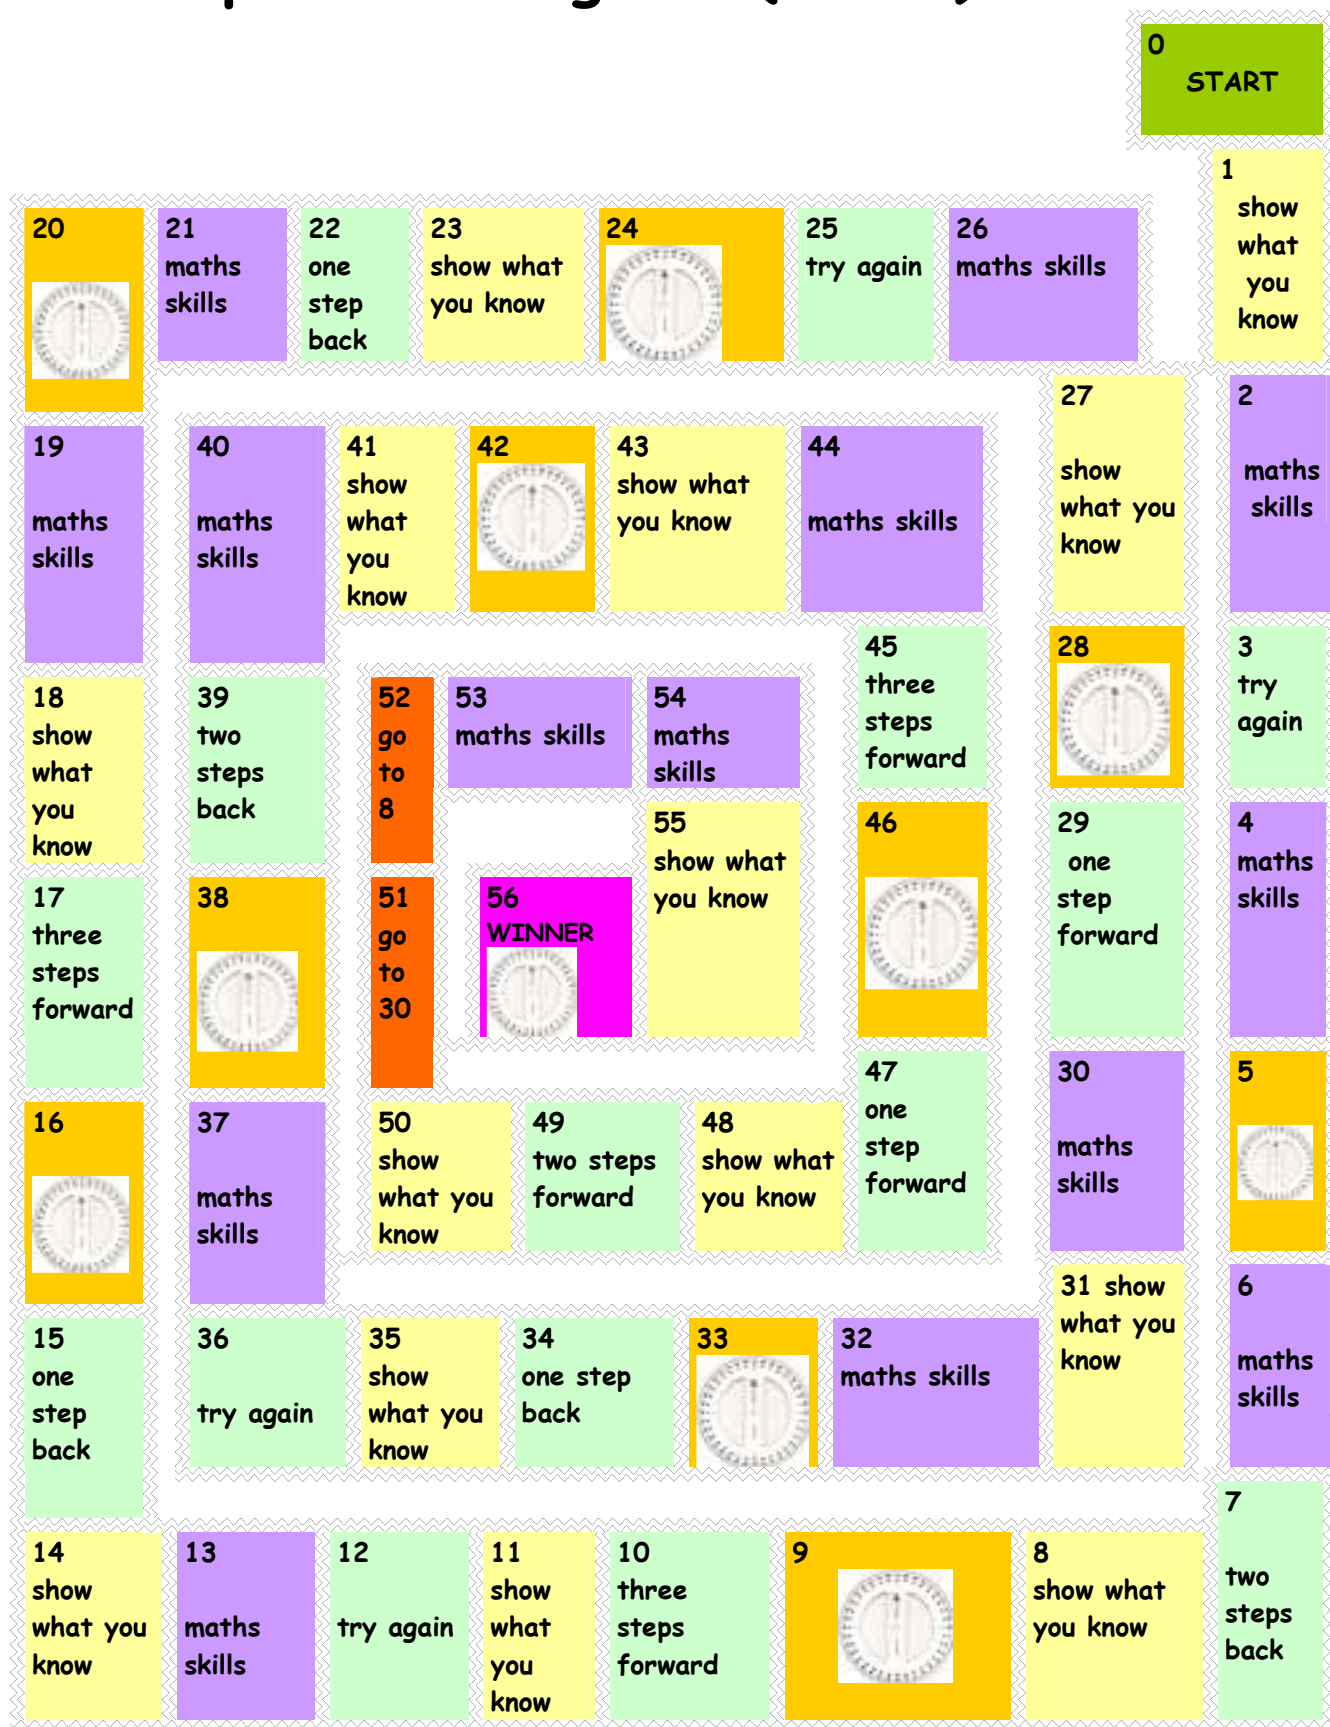 0
START
1
show
what
you
know
20
21
maths
skills
22
one
step
back
23
show what
you know
24
25
try again
26
maths skills
27
show
what you
know
2
maths
skills
19
maths
skills
40
maths
skills
41
show
what
you
know
42
43
show what
you know
44
maths skills
45
three
steps
forward
28
3
try
again
18
show
what
you
know
39
two
steps
back
52
go
to
8
53
maths skills
54
maths
skills
55
show what
you know
46
29
one
step
forward
4
maths
skills
17
three
steps
forward
38
51
go
to
30
56
WINNER
47
one
step
forward
30
maths
skills
5
16
37
maths
skills
50
show
what you
know
49
two steps
forward
48
show what
you know
31 show
what you
know
6
maths
skills
15
one
step
back
36
try again
35
show
what you
know
34
one step
back
33
32
maths skills
7
two
steps
back
14
show
what you
know
13
maths
skills
12
try again
11
show
what
you
know
10
three
steps
forward
9
8
show what
you know